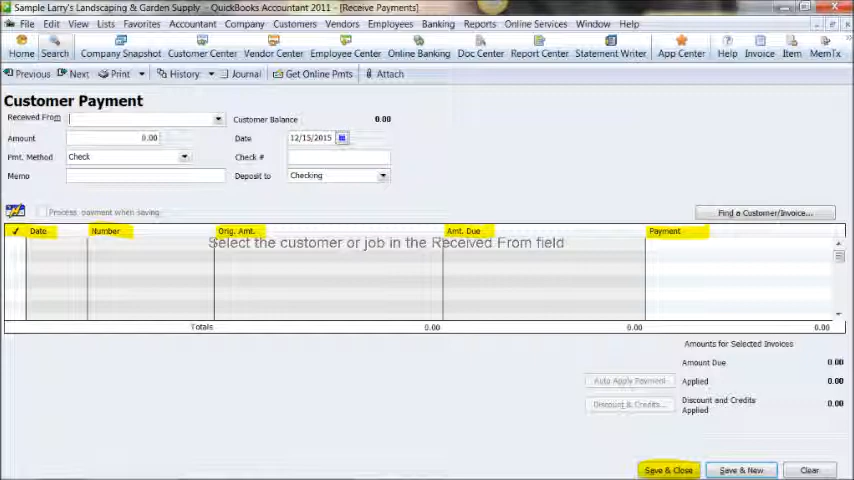 Sample Larry's Landscaping & Garden Supply - QuickBooks Accountant 2011 - [Receive Payments]
File Edit View Lists Favorites Accountant Company Customers Vendors Employees Banking Reports Online Services Window Help
Home Search Company Snapshot Customer Center Vendor Center Employee Center Online Banking Doc Center Report Center Statement Writer App Center Help Invoice Item MemTx
Previous Next Print History Journal Get Online Pmts Attach
Customer Payment
Received From Customer Balance 0.00
Amount 0.00 Date 12/15/2015
Pmt. Method Check Check #
Memo Deposit to Checking
Process payment when saving Find a Customer/Invoice...
✓ Date Number Orig. Amt. Amt. Due Payment
Select the customer or job in the Received From field
Totals 0.00 0.00 0.00
Amounts for Selected Invoices
Amount Due 0.00
Auto Apply Payment Applied 0.00
Discount & Credits... Discount and Credits Applied 0.00
Save & Close Save & New Clear